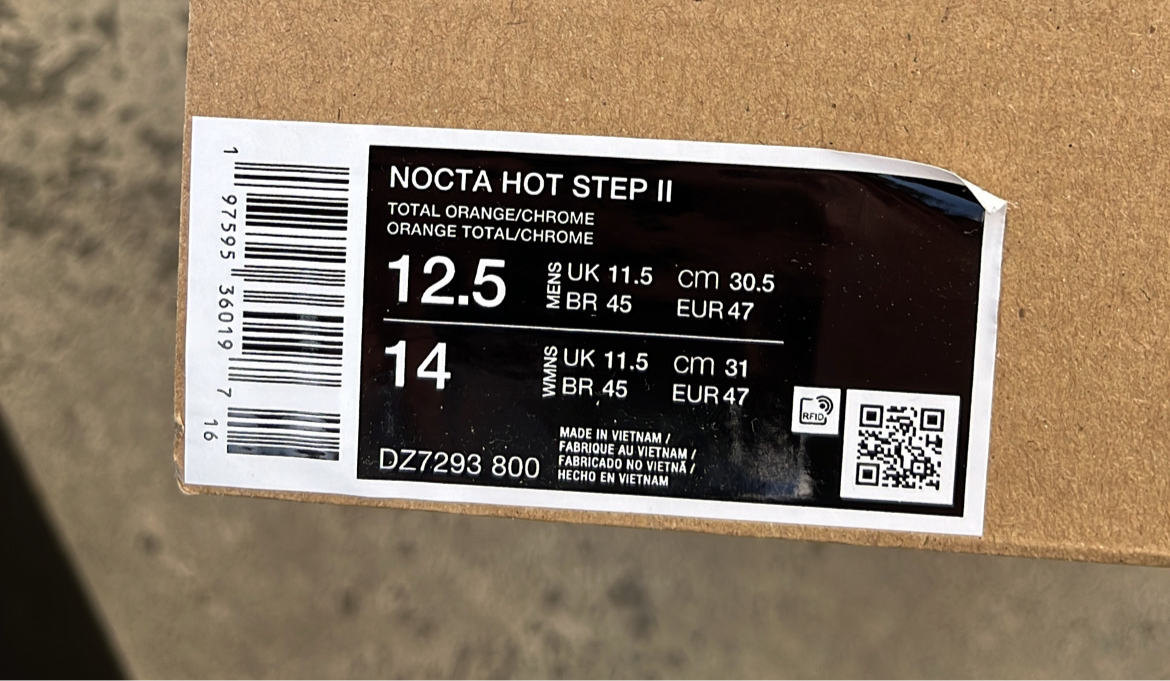 1 97595 36019 7
16
NOCTA HOT STEP II
TOTAL ORANGE/CHROME
ORANGE TOTAL/CHROME
12.5 MENS UK 11.5 cm 30.5
BR 45 EUR 47
14 WMNS UK 11.5 cm 31
BR 45 EUR 47
RFID
DZ7293 800
MADE IN VIETNAM /
FABRIQUE AU VIETNAM /
FABRICADO NO VIETNÃ /
HECHO EN VIETNAM